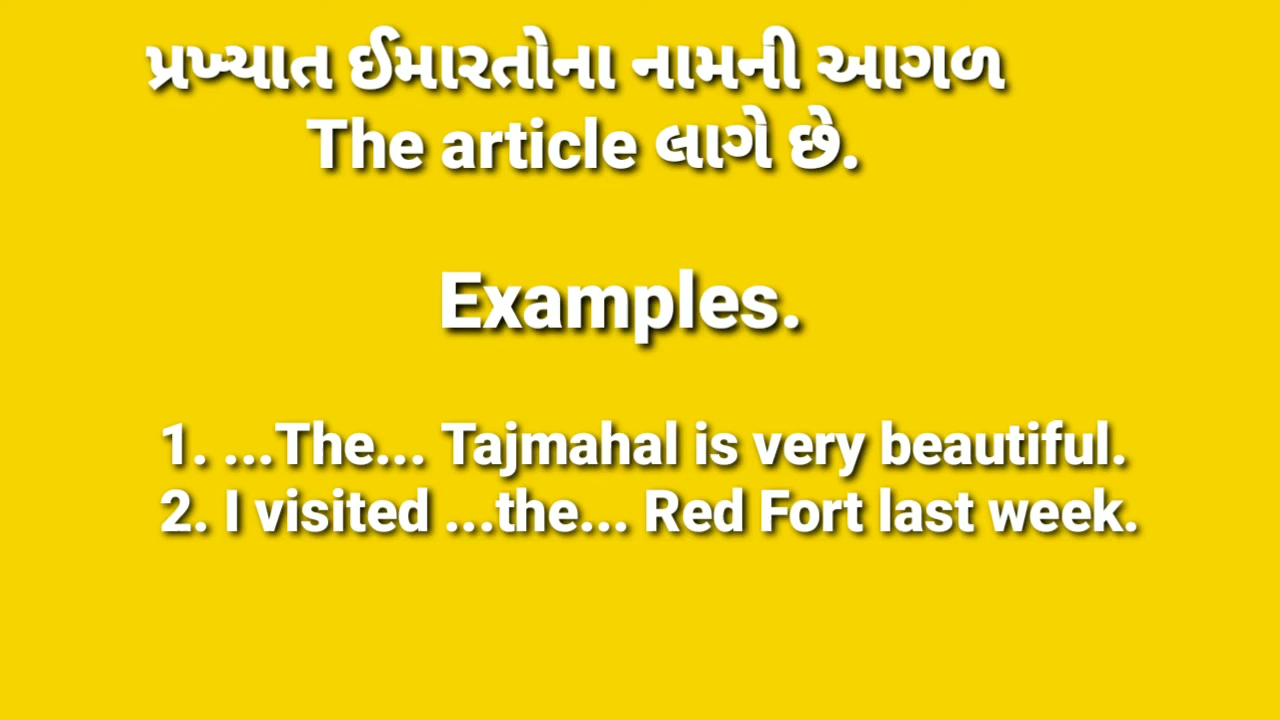 પ્રખ્યાત ઈમારતોના નામની આગળ
The article લાગે છે.
Examples.
1. ...The... Tajmahal is very beautiful.
2. I visited ...the... Red Fort last week.